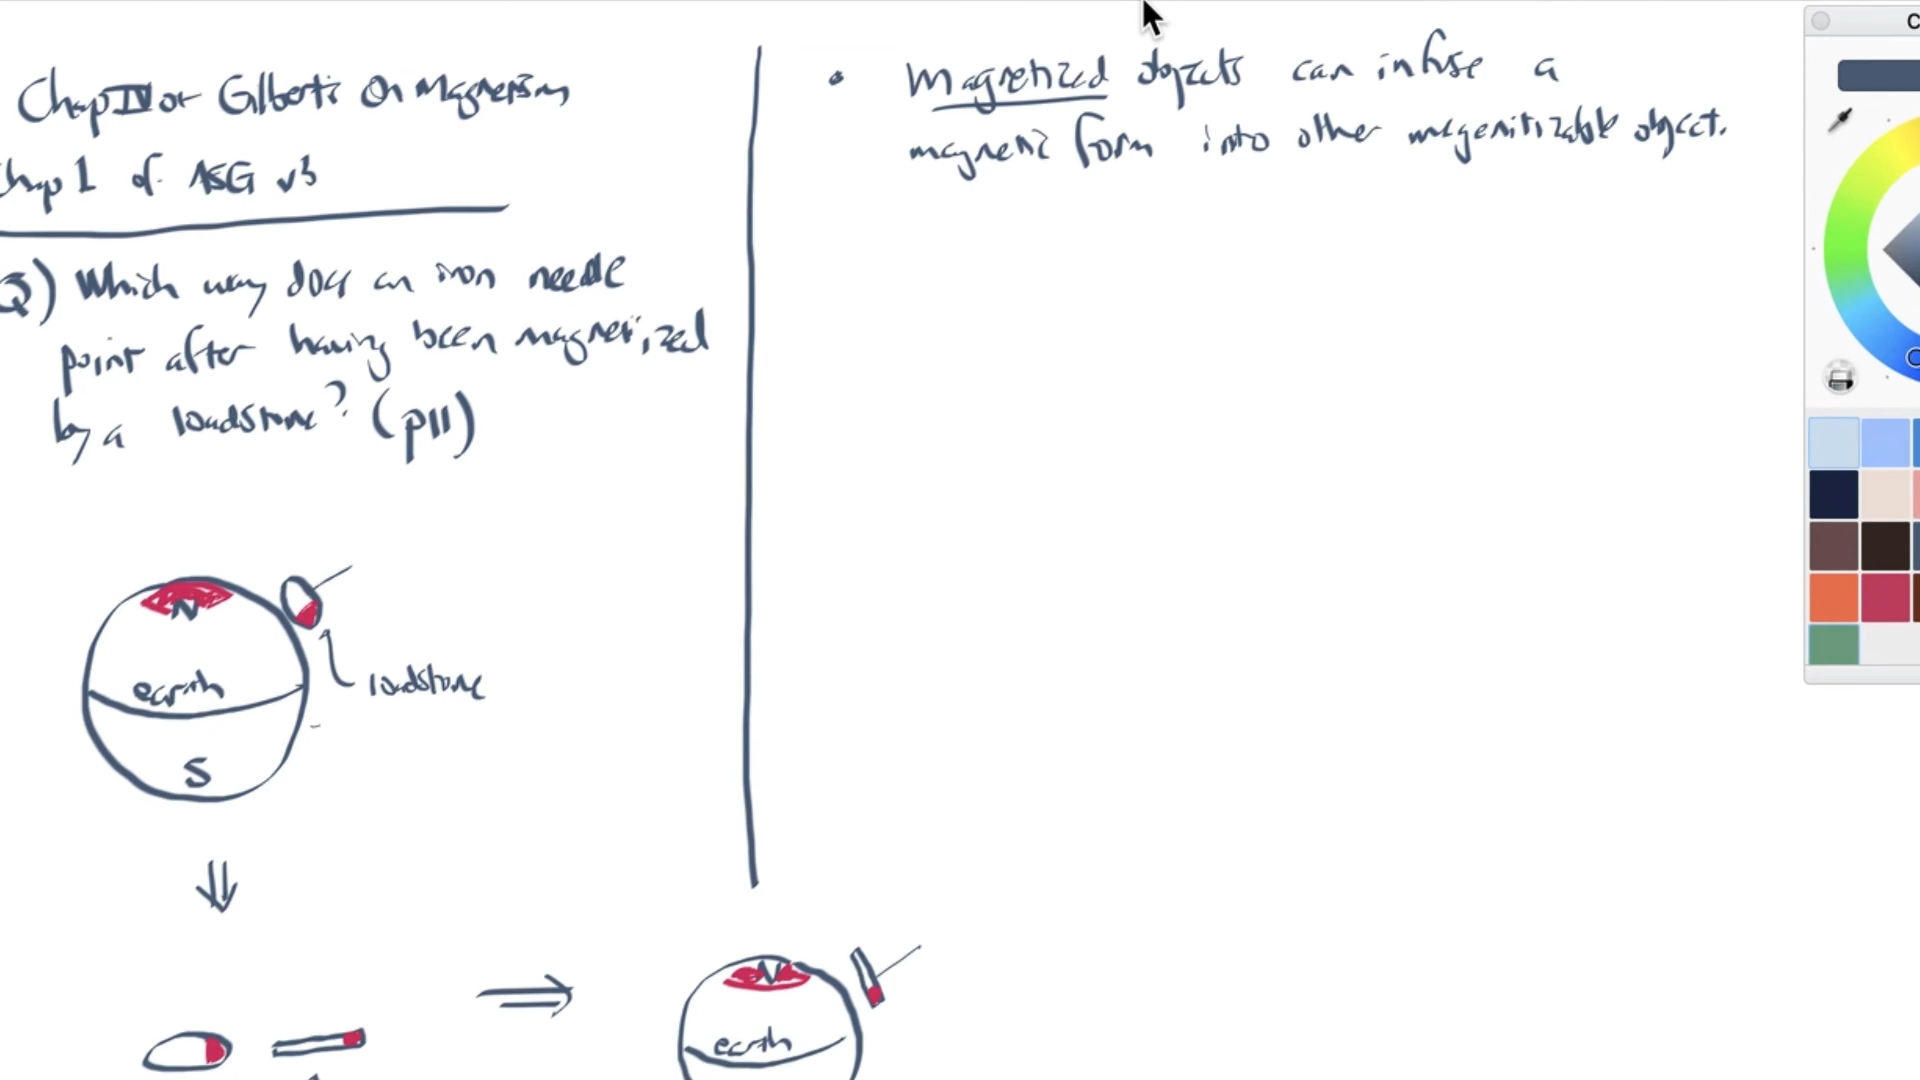 Chap IV of Gilbert's On Magnetism
Chap 1 of ASG v3
Q) Which way does an iron needle
point after having been magnetized
by a loadstone? (p11)
N
earth
S
loadstone
• Magnetized objects can infuse a
magnetic form into other magenitizable object.
N
earth
C